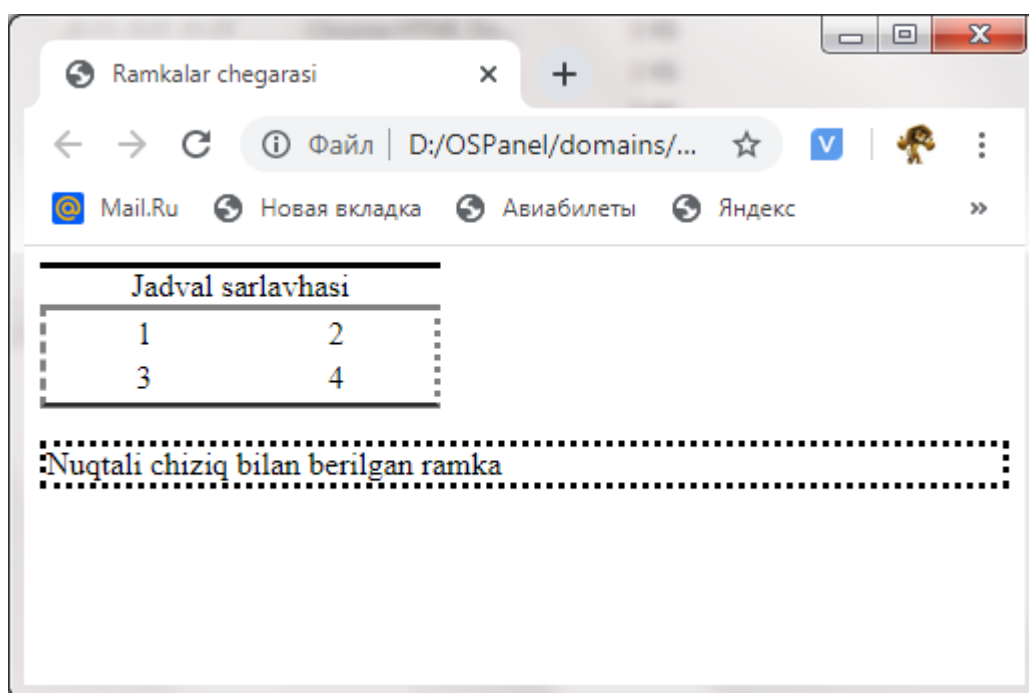 Ramkalar chegarasi
Файл | D:/OSPanel/domains/...
Mail.Ru Новая вкладка Авиабилеты Яндекс »
Jadval sarlavhasi
1 2
3 4
Nuqtali chiziq bilan berilgan ramka